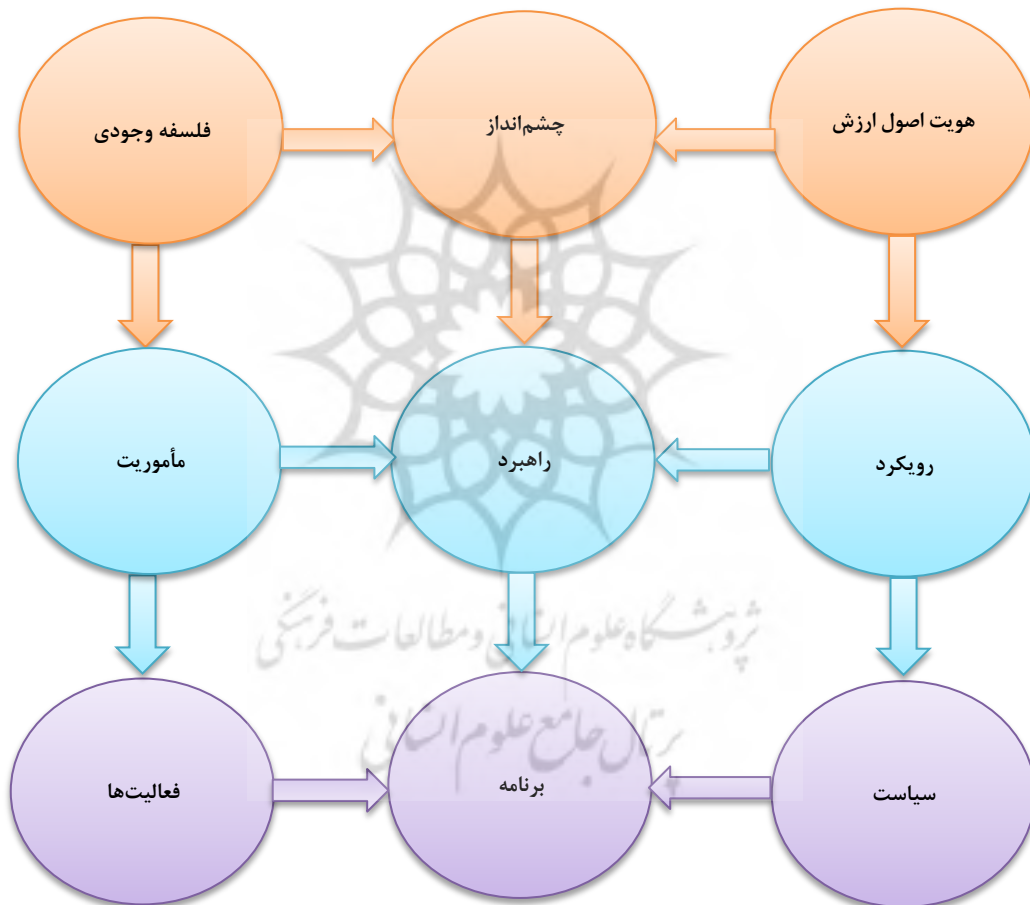 هویت اصول ارزش
چشم‌انداز
فلسفه وجودی
رویکرد
راهبرد
مأموریت
پژوهشگاه علوم انسانی و مطالعات فرهنگی
پرتال جامع علوم انسانی
سیاست
برنامه
فعالیت‌ها